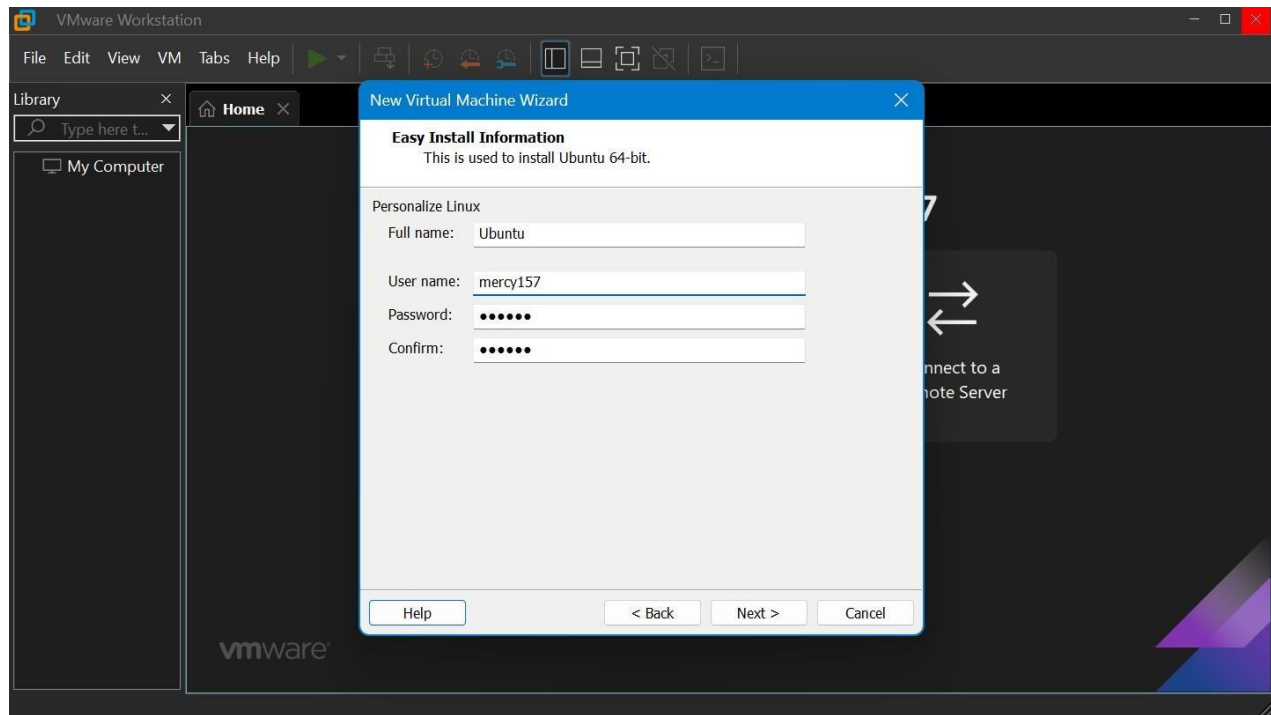 VMware Workstation
File Edit View VM Tabs Help
Library
Type here t...
My Computer
Home
New Virtual Machine Wizard
Easy Install Information
This is used to install Ubuntu 64-bit.
Personalize Linux
Full name: Ubuntu
User name: mercy157
Password: ●●●●●●
Confirm: ●●●●●●
7
nnect to a
note Server
Help < Back Next > Cancel
vmware